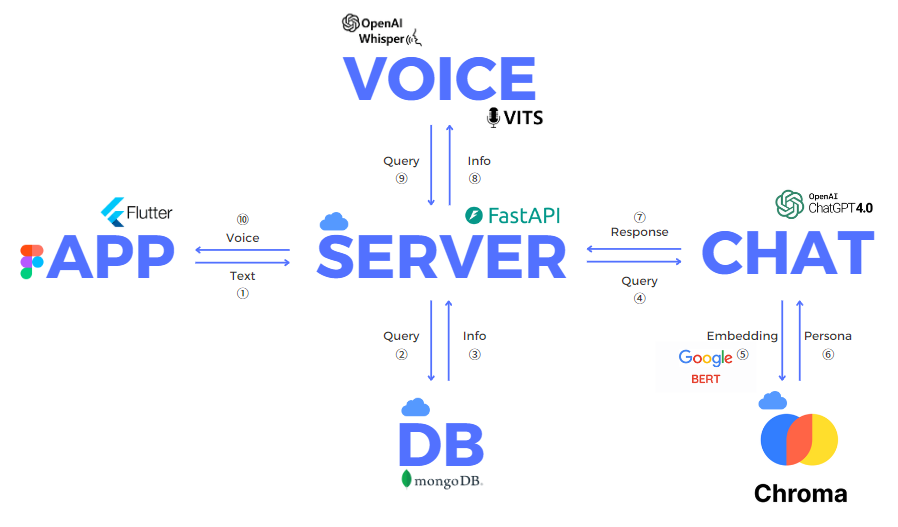 OpenAI
Whisper
VOICE
VITS
Query
⑨
Info
⑧
Flutter
APP
⑩
Voice
Text
①
FastAPI
SERVER
⑦
Response
Query
④
OpenAI
ChatGPT4.0
CHAT
Query
②
Info
③
Embedding
⑤
Persona
⑥
Google
BERT
DB
mongoDB.
Chroma